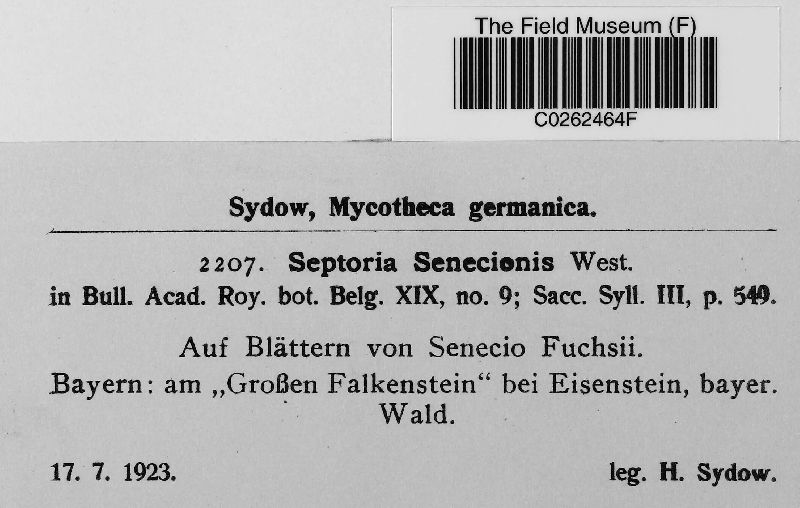 The Field Museum (F)
C0262464F
Sydow, Mycotheca germanica.
2207. Septoria Senecionis West.
in Bull. Acad. Roy. bot. Belg. XIX, no. 9; Sacc. Syll. III, p. 549.
Auf Blättern von Senecio Fuchsii.
Bayern: am „Großen Falkenstein“ bei Eisenstein, bayer.
Wald.
17. 7. 1923. leg. H. Sydow.